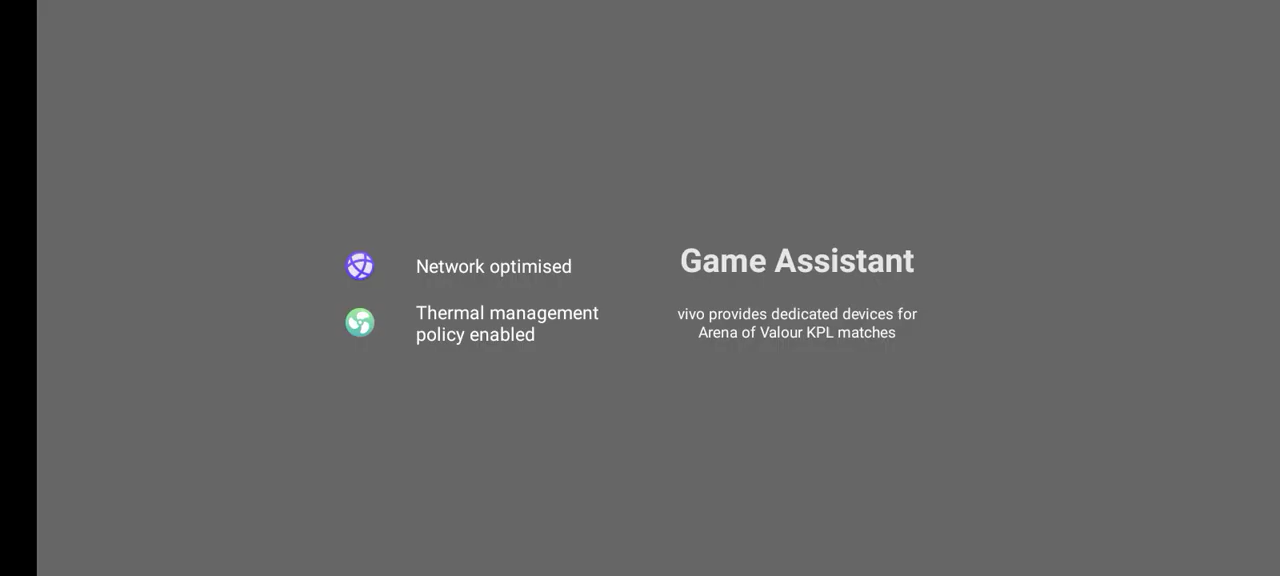 Network optimised
Thermal management
policy enabled
Game Assistant
vivo provides dedicated devices for
Arena of Valour KPL matches